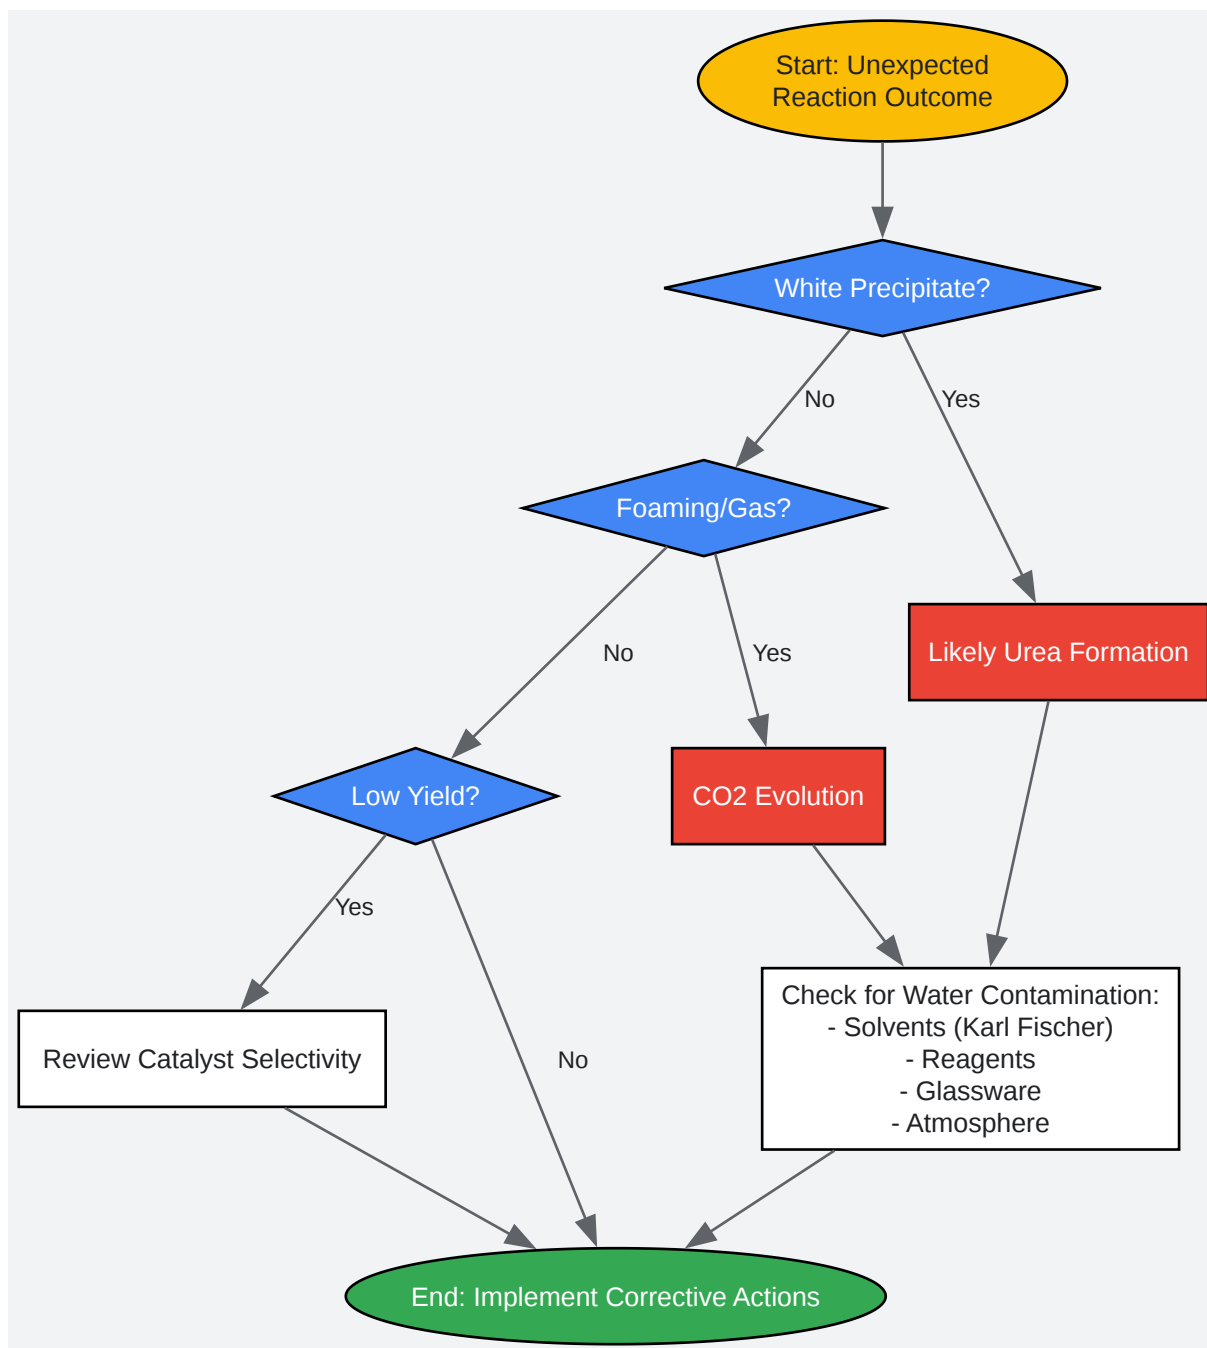 Start: Unexpected
Reaction Outcome
White Precipitate?
No
Yes
Foaming/Gas?
No
Yes
Likely Urea Formation
Low Yield?
CO2 Evolution
Yes
No
Check for Water Contamination:
- Solvents (Karl Fischer)
- Reagents
- Glassware
- Atmosphere
Review Catalyst Selectivity
End: Implement Corrective Actions